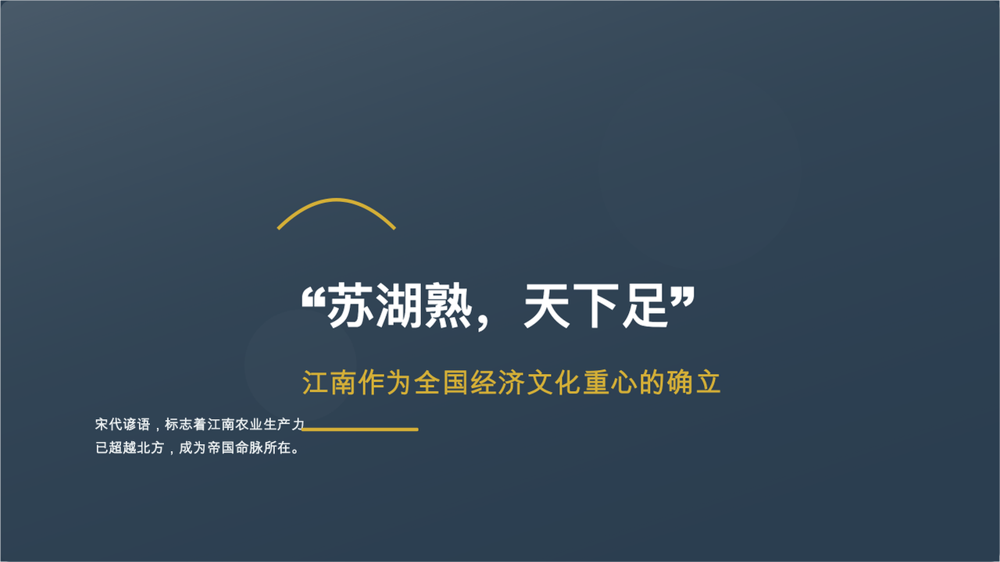 “苏湖熟，天下足”
江南作为全国经济文化重心的确立
宋代谚语，标志着江南农业生产力
已超越北方，成为帝国命脉所在。